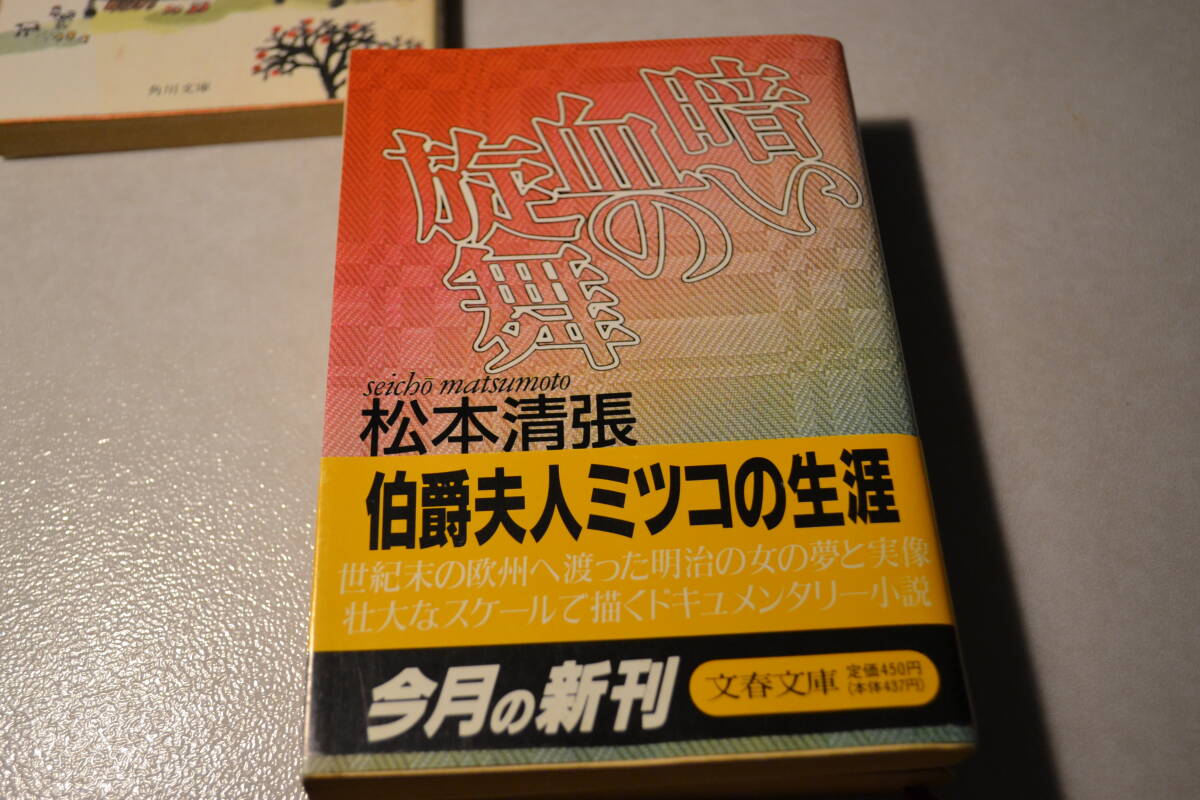 角川文庫
暗い
血の
旋舞
seichō matsumoto
松本清張
伯爵夫人ミツコの生涯
世紀末の欧州へ渡った明治の女の夢と実像
壮大なスケールで描くドキュメンタリー小説
今月の新刊
文春文庫
定価450円
(本体437円)